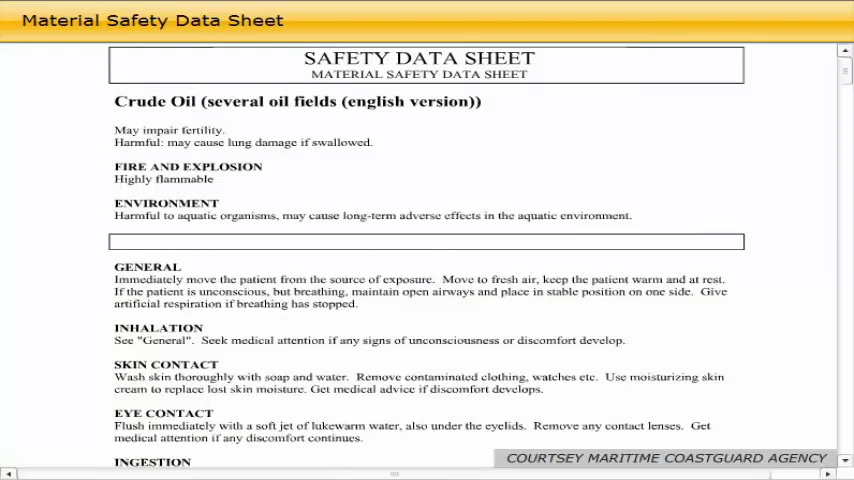 Material Safety Data Sheet
SAFETY DATA SHEET
MATERIAL SAFETY DATA SHEET
Crude Oil (several oil fields (english version))
May impair fertility.
Harmful: may cause lung damage if swallowed.
FIRE AND EXPLOSION
Highly flammable
ENVIRONMENT
Harmful to aquatic organisms, may cause long-term adverse effects in the aquatic environment.
GENERAL
Immediately move the patient from the source of exposure. Move to fresh air, keep the patient warm and at rest.
If the patient is unconscious, but breathing, maintain open airways and place in stable position on one side. Give
artificial respiration if breathing has stopped.
INHALATION
See "General". Seek medical attention if any signs of unconsciousness or discomfort develop.
SKIN CONTACT
Wash skin thoroughly with soap and water. Remove contaminated clothing, watches etc. Use moisturizing skin
cream to replace lost skin moisture. Get medical advice if discomfort develops.
EYE CONTACT
Flush immediately with a soft jet of lukewarm water, also under the eyelids. Remove any contact lenses. Get
medical attention if any discomfort continues.
INGESTION
COURTSEY MARITIME COASTGUARD AGENCY